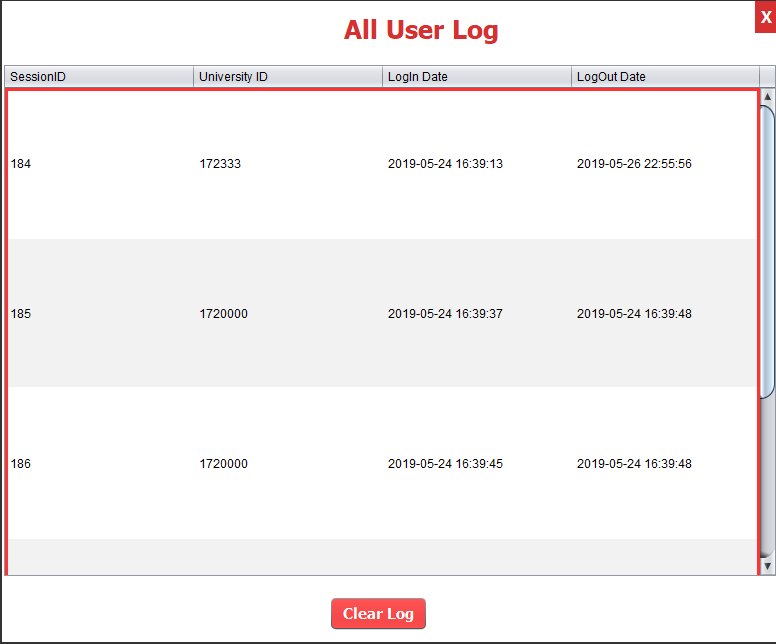 X
All User Log
SessionID University ID LogIn Date LogOut Date
184 172333 2019-05-24 16:39:13 2019-05-26 22:55:56
185 1720000 2019-05-24 16:39:37 2019-05-24 16:39:48
186 1720000 2019-05-24 16:39:45 2019-05-24 16:39:48
Clear Log